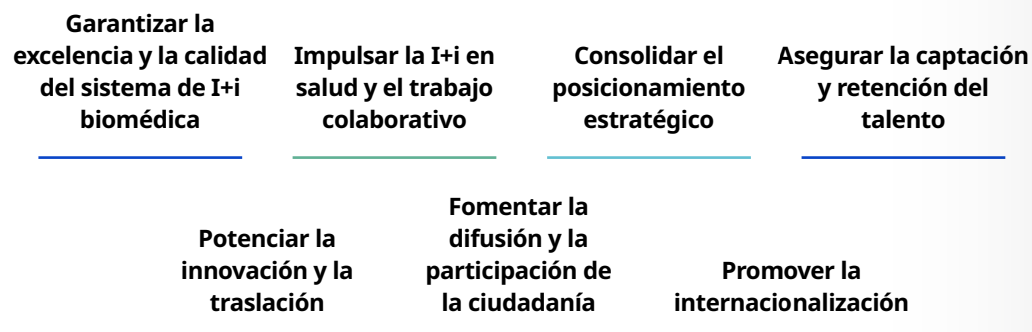 Garantizar la
excelencia y la calidad
del sistema de I+i
biomédica
Impulsar la I+i en
salud y el trabajo
colaborativo
Consolidar el
posicionamiento
estratégico
Asegurar la captación
y retención del
talento
Potenciar la
innovación y la
traslación
Fomentar la
difusión y la
participación de
la ciudadanía
Promover la
internacionalización